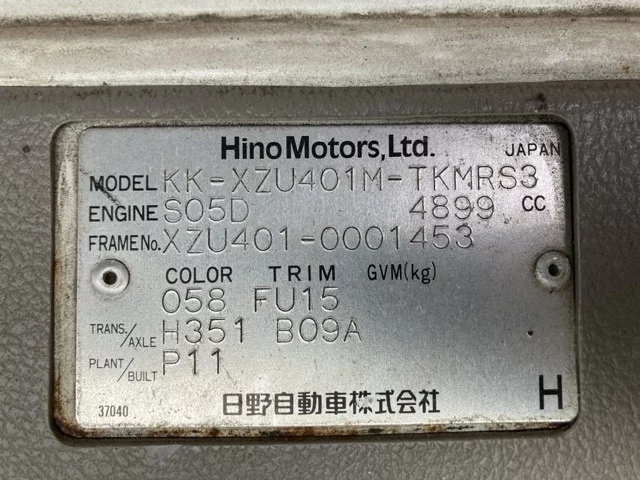 Hino Motors, Ltd. JAPAN
MODEL KK-XZU401M-TKMRS3
ENGINE S05D 4899 CC
FRAME No. XZU401-0001453
COLOR TRIM GVM(kg)
058 FU15
TRANS./AXLE H351 B09A
PLANT/BUILT P11
37040 日野自動車株式会社 H